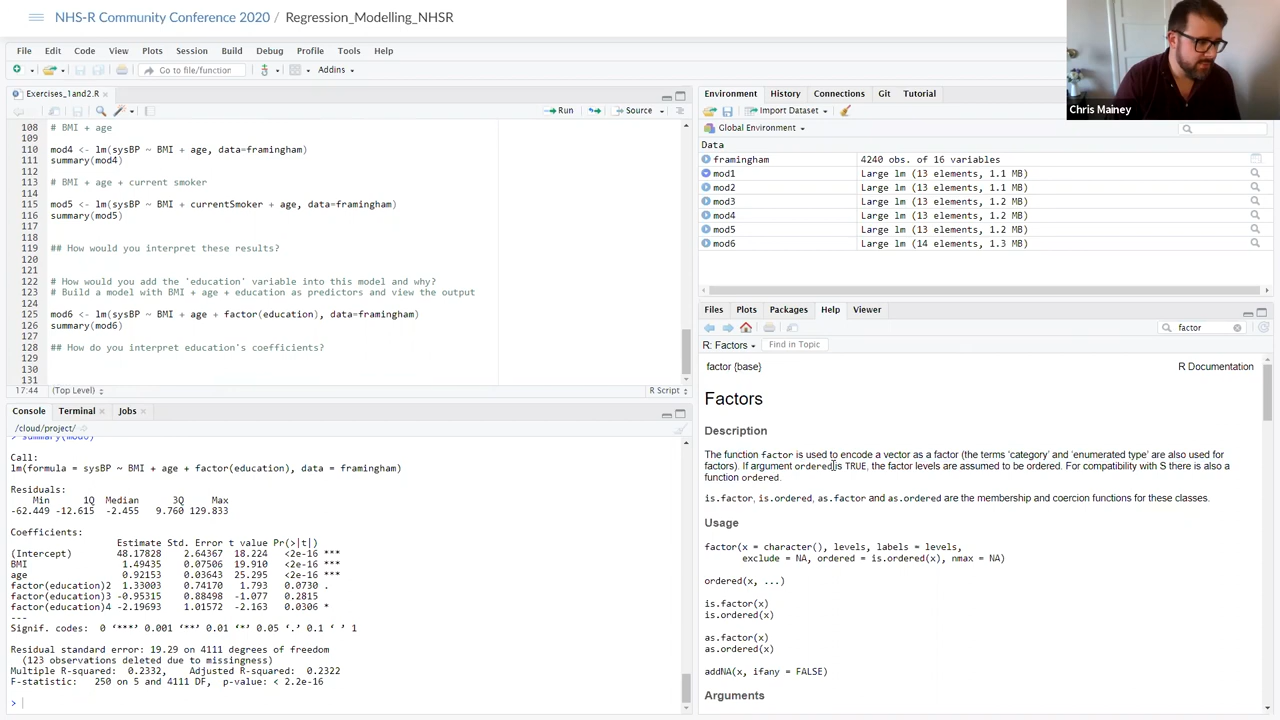 NHS-R Community Conference 2020 / Regression_Modelling_NHSR
File Edit Code View Plots Session Build Debug Profile Tools Help
Go to file/function Addins
Chris Mainey
Exercises_1and2.R
Run Source
108 # BMI + age
109
110 mod4 <- lm(sysBP ~ BMI + age, data=framingham)
111 summary(mod4)
112
113 # BMI + age + current smoker
114
115 mod5 <- lm(sysBP ~ BMI + currentSmoker + age, data=framingham)
116 summary(mod5)
117
118
119 ## How would you interpret these results?
120
121
122 # How would you add the 'education' variable into this model and why?
123 # Build a model with BMI + age + education as predictors and view the output
124
125 mod6 <- lm(sysBP ~ BMI + age + factor(education), data=framingham)
126 summary(mod6)
127
128 ## How do you interpret education's coefficients?
129
130
131
17:44 (Top Level) R Script
Console Terminal Jobs
/cloud/project/
> summary(mod6)
Call:
lm(formula = sysBP ~ BMI + age + factor(education), data = framingham)
Residuals:
Min 1Q Median 3Q Max
-62.449 -12.615 -2.455 9.760 129.833
Coefficients:
Estimate Std. Error t value Pr(>|t|)
(Intercept) 48.17828 2.64367 18.224 <2e-16 ***
BMI 1.49435 0.07506 19.910 <2e-16 ***
age 0.92153 0.03643 25.295 <2e-16 ***
factor(education)2 1.33003 0.74170 1.793 0.0730 .
factor(education)3 -0.95315 0.88498 -1.077 0.2815
factor(education)4 -2.19693 1.01572 -2.163 0.0306 *
---
Signif. codes: 0 ‘***’ 0.001 ‘**’ 0.01 ‘*’ 0.05 ‘.’ 0.1 ‘ ’ 1
Residual standard error: 19.29 on 4111 degrees of freedom
(123 observations deleted due to missingness)
Multiple R-squared: 0.2332, Adjusted R-squared: 0.2322
F-statistic: 250 on 5 and 4111 DF, p-value: < 2.2e-16
>
Environment History Connections Git Tutorial
Import Dataset
Global Environment
Data
framingham 4240 obs. of 16 variables
mod1 Large lm (13 elements, 1.1 MB)
mod2 Large lm (13 elements, 1.1 MB)
mod3 Large lm (13 elements, 1.2 MB)
mod4 Large lm (13 elements, 1.2 MB)
mod5 Large lm (13 elements, 1.2 MB)
mod6 Large lm (14 elements, 1.3 MB)
Files Plots Packages Help Viewer
factor
R: Factors Find in Topic
factor {base} R Documentation
Factors
Description
The function factor is used to encode a vector as a factor (the terms ‘category’ and ‘enumerated type’ are also used for
factors). If argument ordered is TRUE, the factor levels are assumed to be ordered. For compatibility with S there is also a
function ordered.
is.factor, is.ordered, as.factor and as.ordered are the membership and coercion functions for these classes.
Usage
factor(x = character(), levels, labels = levels,
exclude = NA, ordered = is.ordered(x), nmax = NA)
ordered(x, ...)
is.factor(x)
is.ordered(x)
as.factor(x)
as.ordered(x)
addNA(x, ifany = FALSE)
Arguments